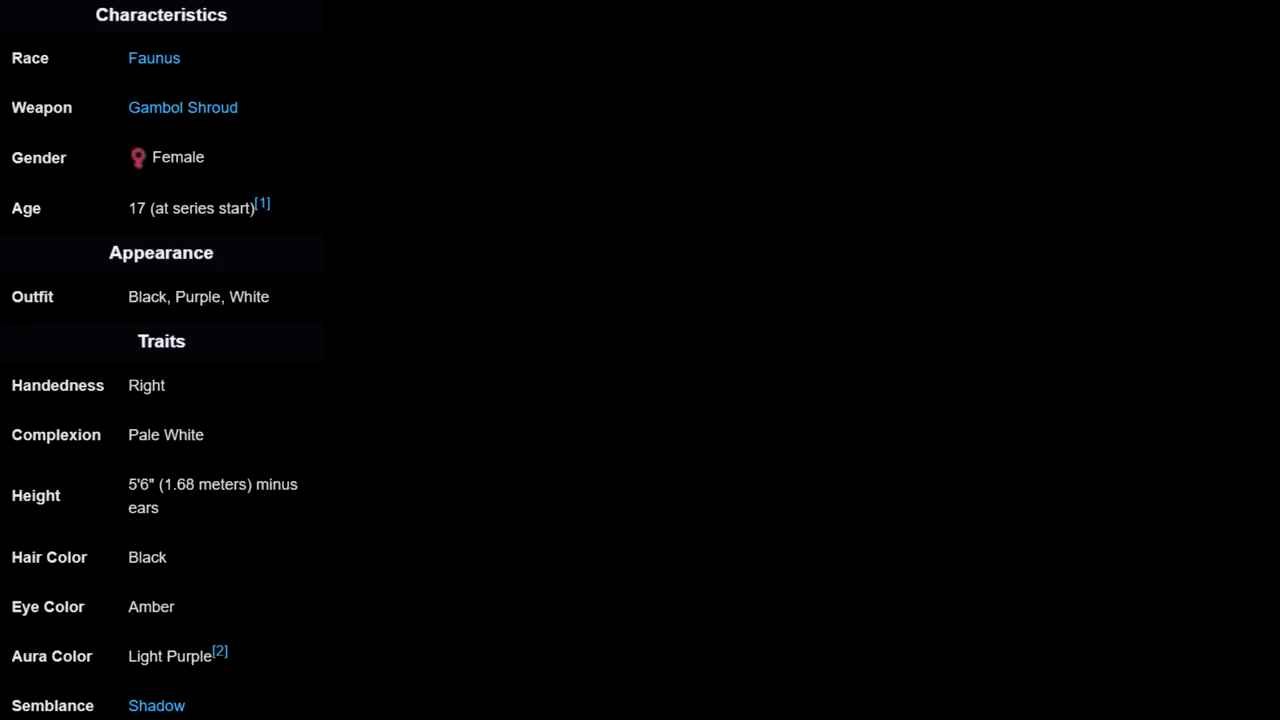 Characteristics
Race Faunus
Weapon Gambol Shroud
Gender Female
Age 17 (at series start)[1]
Appearance
Outfit Black, Purple, White
Traits
Handedness Right
Complexion Pale White
Height 5'6" (1.68 meters) minus
ears
Hair Color Black
Eye Color Amber
Aura Color Light Purple[2]
Semblance Shadow